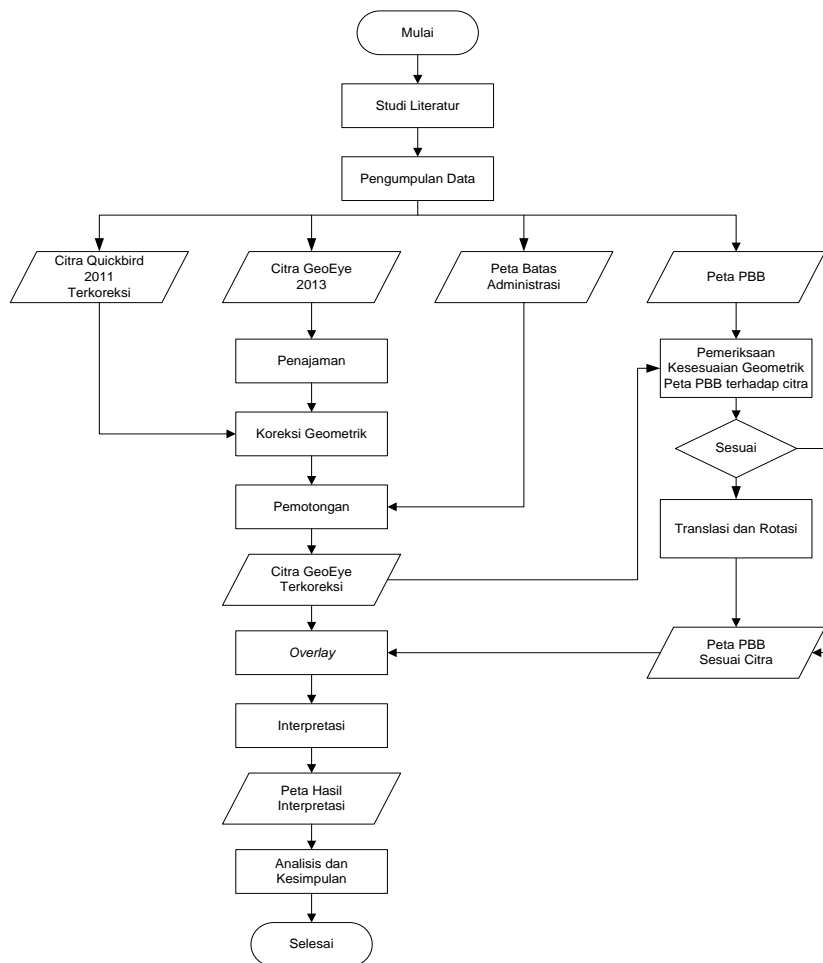 Mulai
Studi Literatur
Pengumpulan Data
Citra Quickbird
2011
Terkoreksi
Citra GeoEye
2013
Peta Batas
Administrasi
Peta PBB
Penajaman
Pemeriksaan
Kesesuaian Geometrik
Peta PBB terhadap citra
Koreksi Geometrik
Sesuai
Pemotongan
Translasi dan Rotasi
Citra GeoEye
Terkoreksi
Overlay
Peta PBB
Sesuai Citra
Interpretasi
Peta Hasil
Interpretasi
Analisis dan
Kesimpulan
Selesai